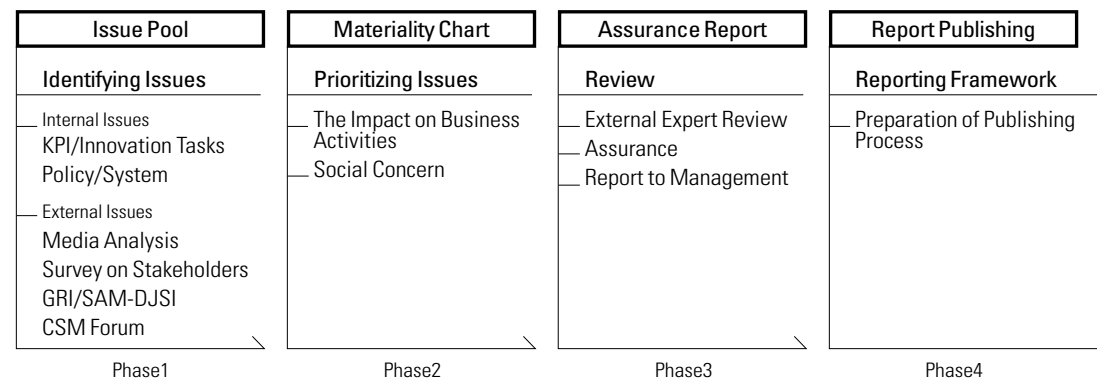 Issue Pool
Identifying Issues
Internal Issues
KPI/Innovation Tasks
Policy/System
External Issues
Media Analysis
Survey on Stakeholders
GRI/SAM-DJSI
CSM Forum
Phase1
Materiality Chart
Prioritizing Issues
The Impact on Business
Activities
Social Concern
Phase2
Assurance Report
Review
External Expert Review
Assurance
Report to Management
Phase3
Report Publishing
Reporting Framework
Preparation of Publishing
Process
Phase4